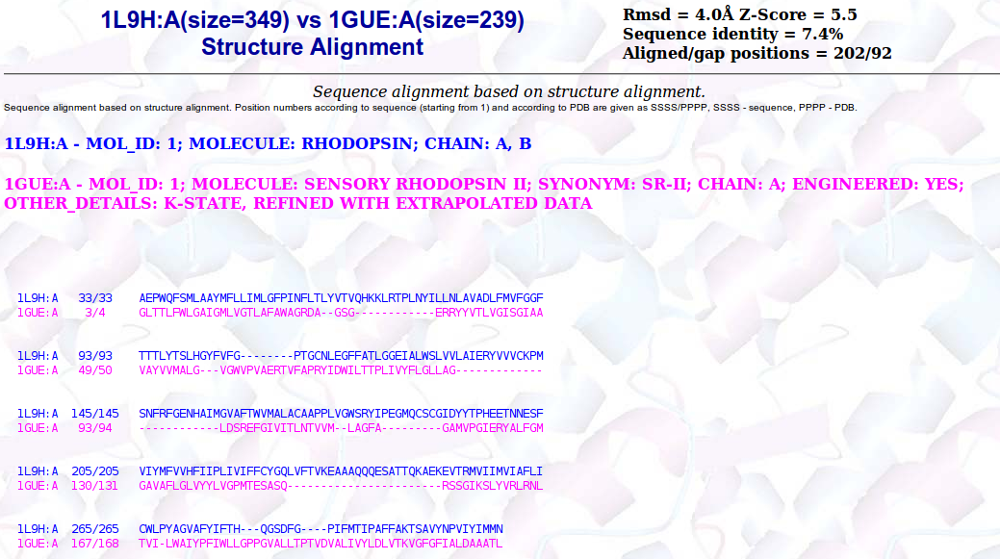 1L9H:A(size=349) vs 1GUE:A(size=239)
Structure Alignment
Rmsd = 4.0Å Z-Score = 5.5
Sequence identity = 7.4%
Aligned/gap positions = 202/92
Sequence alignment based on structure alignment.
Sequence alignment based on structure alignment. Position numbers according to sequence (starting from 1) and according to PDB are given as SSSS/PPPP, SSSS - sequence, PPPP - PDB.
1L9H:A - MOL_ID: 1; MOLECULE: RHODOPSIN; CHAIN: A, B
1GUE:A - MOL_ID: 1; MOLECULE: SENSORY RHODOPSIN II; SYNONYM: SR-II; CHAIN: A; ENGINEERED: YES;
OTHER_DETAILS: K-STATE, REFINED WITH EXTRAPOLATED DATA
1L9H:A 33/33 AEPWQFSMLAAYMFLLIMLGFPINFLTLYVTVQHKKLRTPLNYILLNLAVADLFMVFGGF
1GUE:A 3/4 GLTTLFWLGAIGMLVGTLAFAWAGRDA--GSG------------ERRYYVTLVGISGIAA
1L9H:A 93/93 TTTLYTSLHGYFVFG--------PTGCNLEGFFATLGGEIALWSLVVLAIERYVVVCKPM
1GUE:A 49/50 VAYVVMALG---VGWVPVAERTVFAPRYIDWILTTPLIVYFLGLLAG-------------
1L9H:A 145/145 SNFRFGENHAIMGVAFTWVMALACAAPPLVGWSRYIPEGMQCSCGIDYYTPHEETNNESF
1GUE:A 93/94 ------------LDSREFGIVITLNTVVM--LAGFA---------GAMVPGIERYALFGM
1L9H:A 205/205 VIYMFVVHFIIPLIVIFFCYGQLVFTVKEAAAQQQESATTQKAEKEVTRMVIIMVIAFLI
1GUE:A 130/131 GAVAFLGLVYYLVGPMTESASQ-----------------------RSSGIKSLYVRLRNL
1L9H:A 265/265 CWLPYAGVAFYIFTH---QGSDFG----PIFMTIPAFFAKTSAVYNPVIYIMMN
1GUE:A 167/168 TVI-LWAIYPFIWLLGPPGVALLTPTVDVALIVYLDLVTKVGFGFIALDAAATL